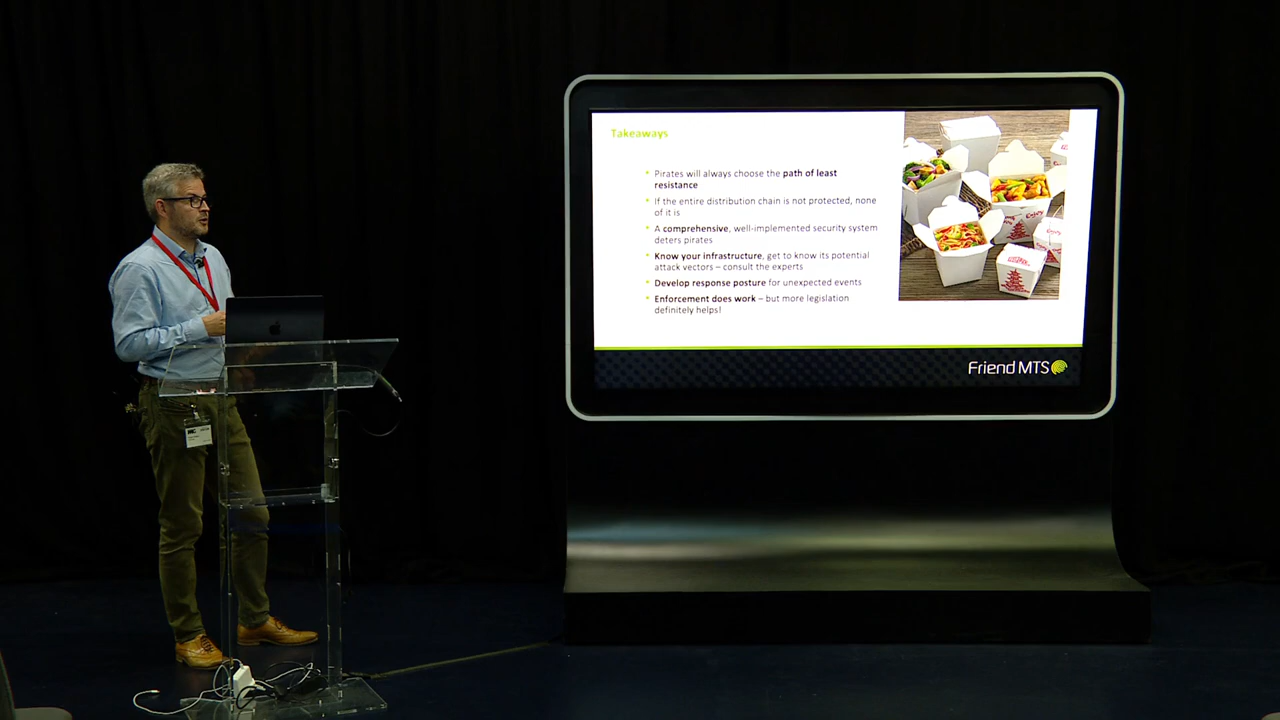 Takeaways
Pirates will always choose the path of least
resistance
If the entire distribution chain is not protected, none
of it is
A comprehensive, well-implemented security system
deters pirates
Know your infrastructure, get to know its potential
attack vectors – consult the experts
Develop response posture for unexpected events
Enforcement does work – but more legislation
definitely helps!
Enjoy
Friend MTS